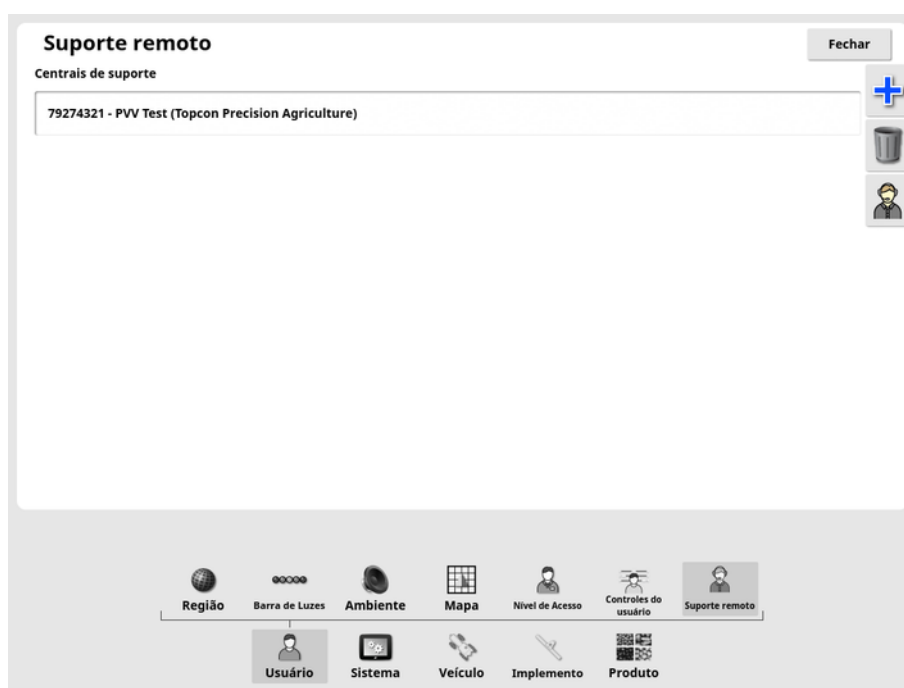 Suporte remoto
Fechar
Centrais de suporte
79274321 - PVV Test (Topcon Precision Agriculture)
Região
Barra de Luzes
Ambiente
Mapa
Nível de Acesso
Controles do
usuário
Suporte remoto
Usuário
Sistema
Veículo
Implemento
Produto